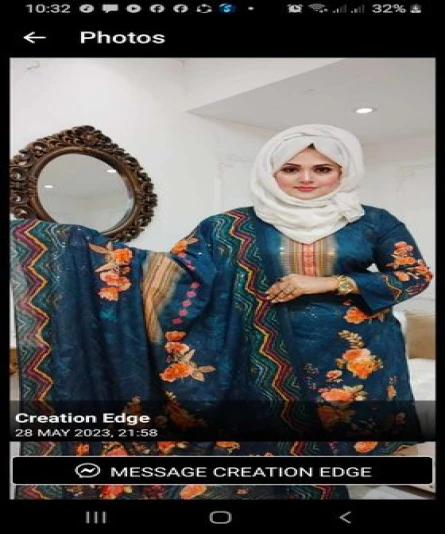 10:32
32%
Photos
Creation Edge
28 MAY 2023, 21:58
MESSAGE CREATION EDGE